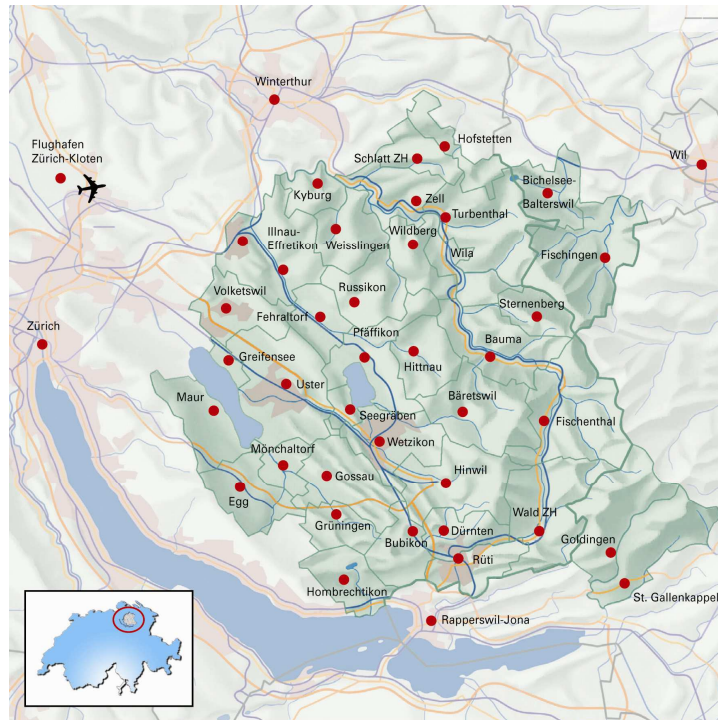 Winterthur
Hofstetten
Flughafen
Zürich-Kloten
Schlatt ZH
Wil
Bichelsee-
Balterswil
Kyburg
Zell
Turbenthal
Illnau-
Effretikon
Weisslingen
Wildberg
Wila
Fischingen
Volketswil
Russikon
Sternenberg
Fehraltorf
Zürich
Pfäffikon
Bauma
Greifensee
Hittnau
Uster
Maur
Seegräben
Bäretswil
Fischenthal
Wetzikon
Mönchaltorf
Gossau
Hinwil
Egg
Grüningen
Bubikon
Dürnten
Wald ZH
Goldingen
Rüti
Hombrechtikon
St. Gallenkappel
Rapperswil-Jona